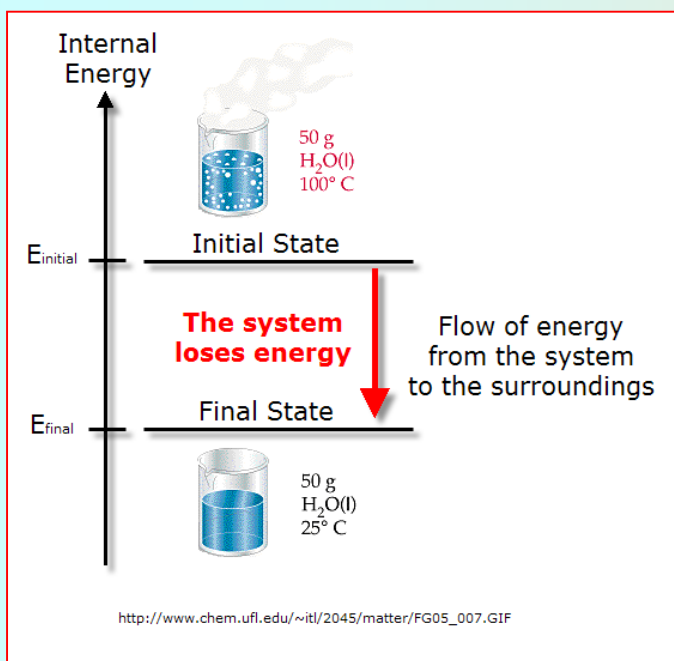 Internal
Energy
50 g
H₂O(l)
100° C
Initial State
Einitial
The system
loses energy
Flow of energy
from the system
to the surroundings
Final State
Efinal
50 g
H₂O(l)
25° C
http://www.chem.ufl.edu/~itl/2045/matter/FG05_007.GIF